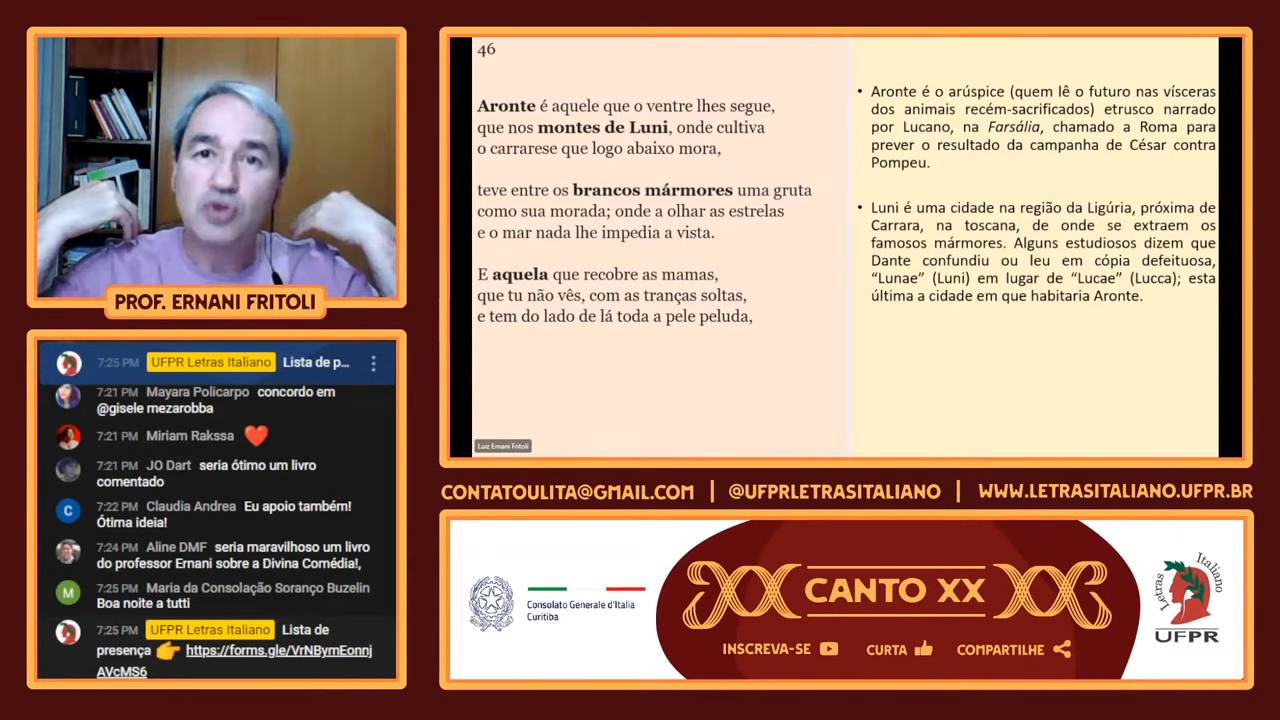 PROF. ERNANI FRITOLI
7:25 PM UFPR Letras Italiano Lista de p...
7:21 PM Mayara Policarpo concordo em
@gisele mezarobba
7:21 PM Miriam Rakssa ❤️
7:21 PM JO Dart seria ótimo um livro
comentado
7:22 PM Claudia Andrea Eu apoio também!
Ótima ideia!
7:24 PM Aline DMF seria maravilhoso um livro
do professor Ernani sobre a Divina Comédia!,
7:25 PM Maria da Consolação Soranço Buzelin
Boa noite a tutti
7:25 PM UFPR Letras Italiano Lista de
presença 👉 https://forms.gle/VrNBymEonnj
AVcMS6
46
Aronte é aquele que o ventre lhes segue,
que nos montes de Luni, onde cultiva
o carrarese que logo abaixo mora,
teve entre os brancos mármores uma gruta
como sua morada; onde a olhar as estrelas
e o mar nada lhe impedia a vista.
E aquela que recobre as mamas,
que tu não vês, com as tranças soltas,
e tem do lado de lá toda a pele peluda,
Luiz Ernani Fritoli
• Aronte é o arúspice (quem lê o futuro nas vísceras
dos animais recém-sacrificados) etrusco narrado
por Lucano, na Farsália, chamado a Roma para
prever o resultado da campanha de César contra
Pompeu.
• Luni é uma cidade na região da Ligúria, próxima de
Carrara, na toscana, de onde se extraem os
famosos mármores. Alguns estudiosos dizem que
Dante confundiu ou leu em cópia defeituosa,
“Lunae” (Luni) em lugar de “Lucae” (Lucca); esta
última a cidade em que habitaria Aronte.
CONTATOULITA@GMAIL.COM | @UFPRLETRASITALIANO | WWW.LETRASITALIANO.UFPR.BR
Consolato Generale d'Italia
Curitiba
XX CANTO XX XX
INSCREVA-SE CURTA COMPARTILHE
Letras Italiano
UFPR